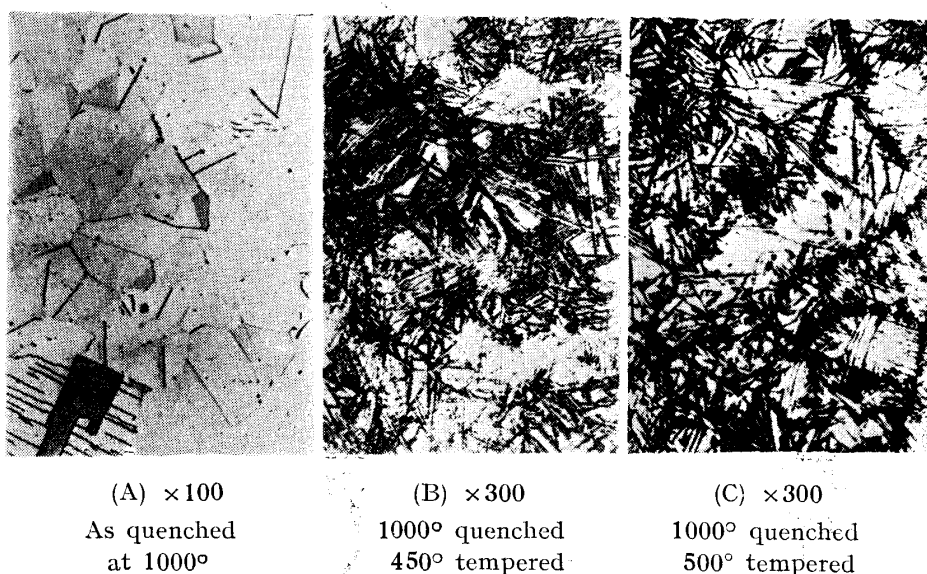 (A) ×100
As quenched
at 1000°
(B) ×300
1000° quenched
450° tempered
(C) ×300
1000° quenched
500° tempered